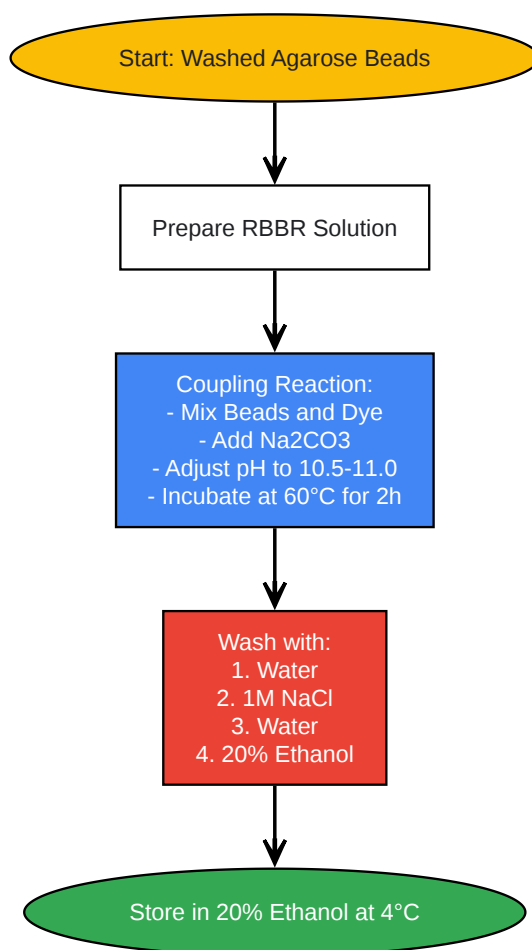 Start: Washed Agarose Beads
Prepare RBBR Solution
Coupling Reaction:
- Mix Beads and Dye
- Add Na2CO3
- Adjust pH to 10.5-11.0
- Incubate at 60°C for 2h
Wash with:
1. Water
2. 1M NaCl
3. Water
4. 20% Ethanol
Store in 20% Ethanol at 4°C